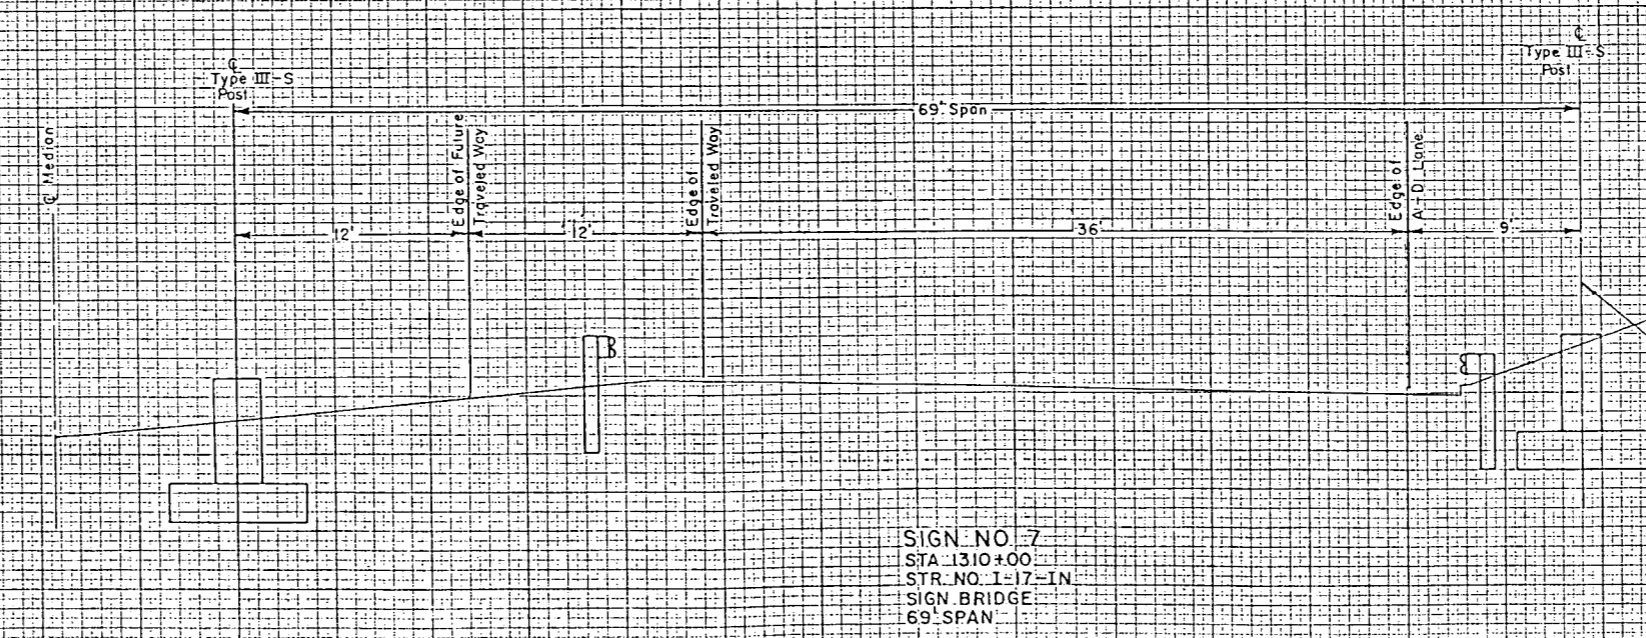 ℄
Type III-S
Post
℄
Type III-S
Post
69' Span
℄ Median
Edge of Future
Traveled Way
Edge of
Traveled Way
Edge of
A-D Lane
12'
12'
36'
9'
SIGN NO. 7
STA. 1310+00
STR. NO. I-17-IN
SIGN BRIDGE
69' SPAN